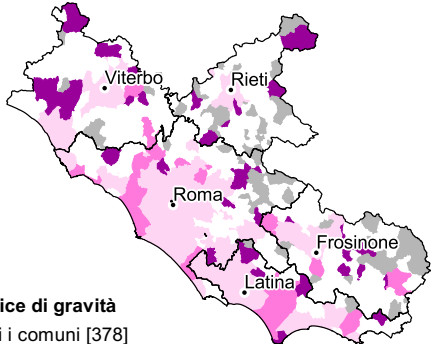 Viterbo
Rieti
Roma
Frosinone
Latina
ice di gravità
i i comuni [378]